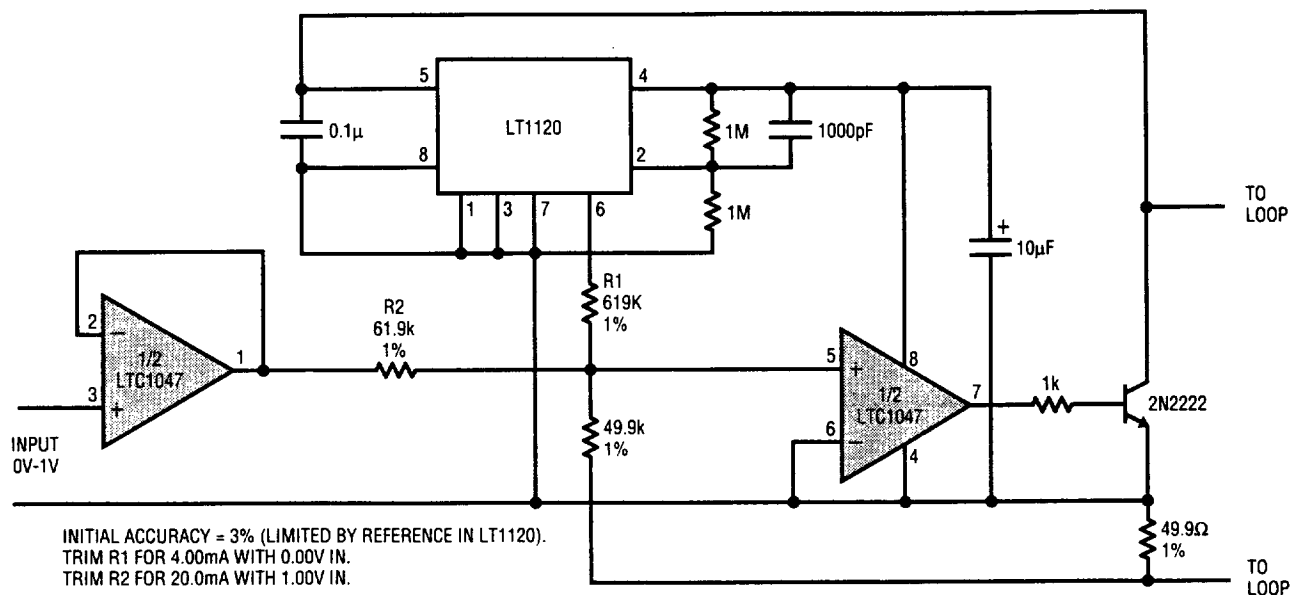 5
4
LT1120
0.1µ
1M
1000pF
8
2
1
3
7
6
1M
TO
LOOP
+
10µF
R1
619K
1%
R2
61.9k
1%
2
−
1/2
LTC1047
1
3
+
5
+
8
1/2
LTC1047
7
1k
2N2222
6
−
4
49.9k
1%
INPUT
0V-1V
49.9Ω
1%
TO
LOOP
INITIAL ACCURACY = 3% (LIMITED BY REFERENCE IN LT1120).
TRIM R1 FOR 4.00mA WITH 0.00V IN.
TRIM R2 FOR 20.0mA WITH 1.00V IN.